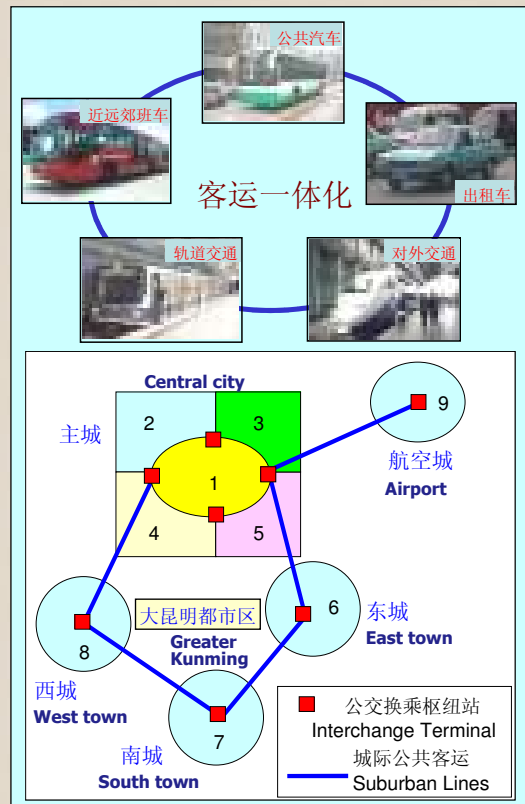 公共汽车
近远郊班车
出租车
客运一体化
轨道交通
对外交通
Central city
2
3
9
主城
航空城
1
Airport
4
5
大昆明都市区
6
东城
8
Greater
East town
Kunming
西城
West town
7
南城
South town
公交换乘枢纽站
Interchange Terminal
城际公共客运
Suburban Lines